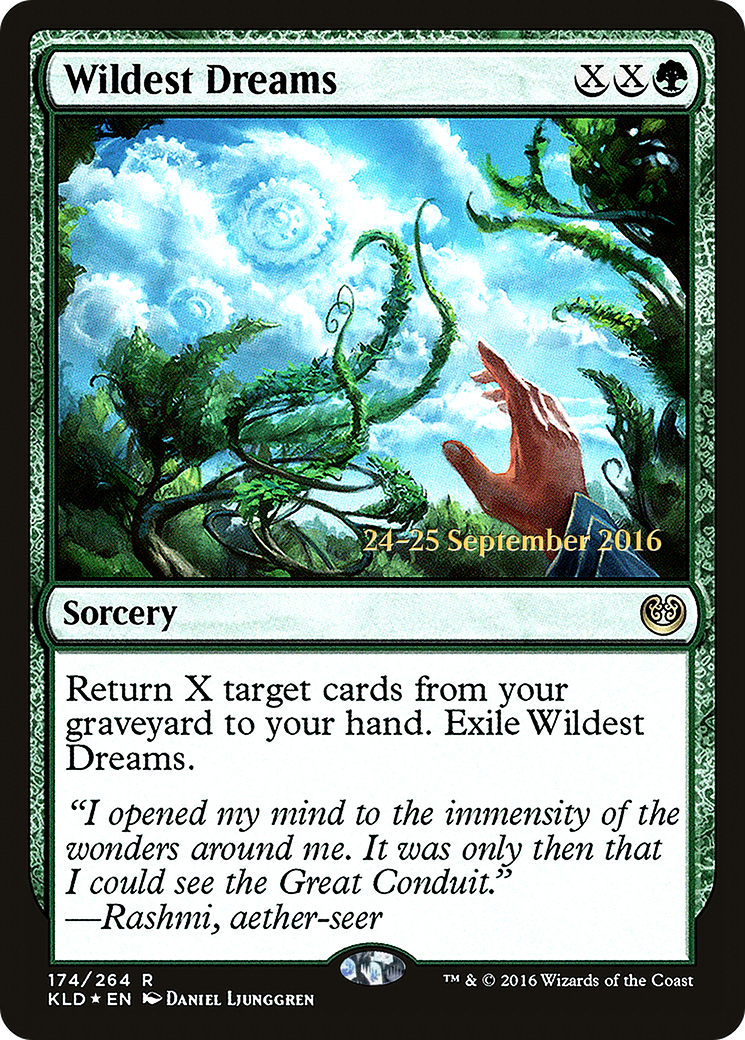 Wildest Dreams XX
24–25 September 2016
Sorcery
Return X target cards from your
graveyard to your hand. Exile Wildest
Dreams.
“I opened my mind to the immensity of the
wonders around me. It was only then that
I could see the Great Conduit.”
—Rashmi, aether-seer
174/264 R
™ & © 2016 Wizards of the Coast
KLD ★ EN Daniel Ljunggren